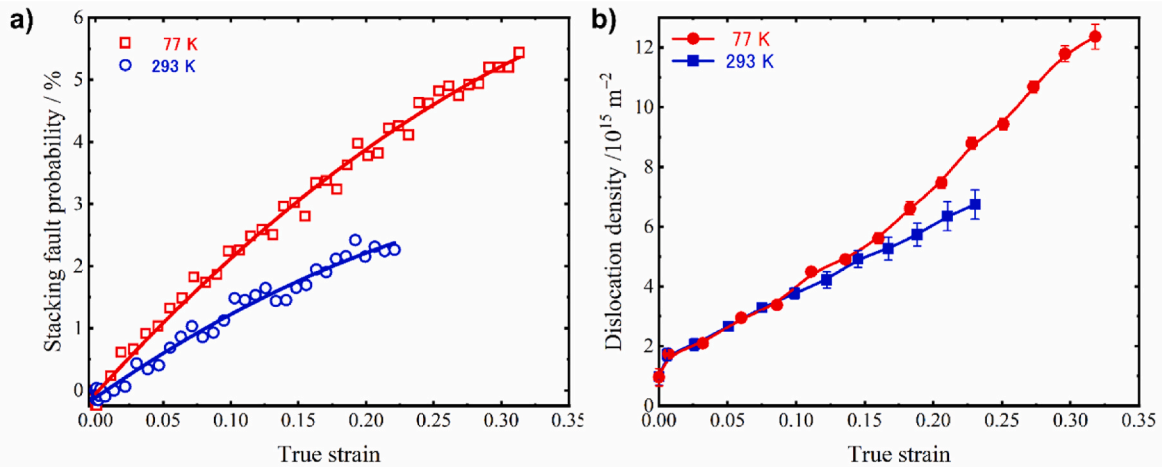 a)
77 K
293 K
Stacking fault probability / %
6
5
4
3
2
1
0
0.00 0.05 0.10 0.15 0.20 0.25 0.30 0.35
True strain
b)
77 K
293 K
Dislocation density /10¹⁵ m⁻²
12
10
8
6
4
2
0
0.00 0.05 0.10 0.15 0.20 0.25 0.30 0.35
True strain